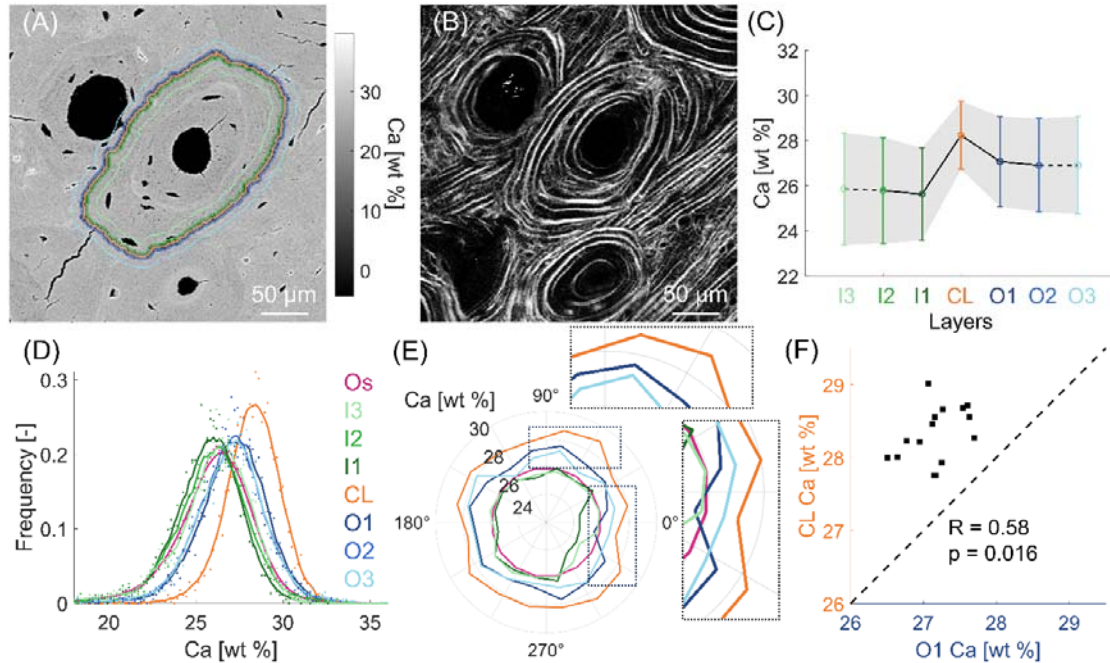 (A)
30
20
10
0
Ca [wt %]
50 µm
(B)
50 µm
(C)
32
30
28
26
24
22
Ca [wt %]
I3 I2 I1 CL O1 O2 O3
Layers
(D)
0.3
0.2
0.1
0
Frequency [-]
20 25 30 35
Ca [wt %]
Os
I3
I2
I1
CL
O1
O2
O3
(E)
Ca [wt %]
90°
30
28
26
24
180°
0°
270°
(F)
29
28
27
26
CL Ca [wt %]
R = 0.58
p = 0.016
26 27 28 29
O1 Ca [wt %]